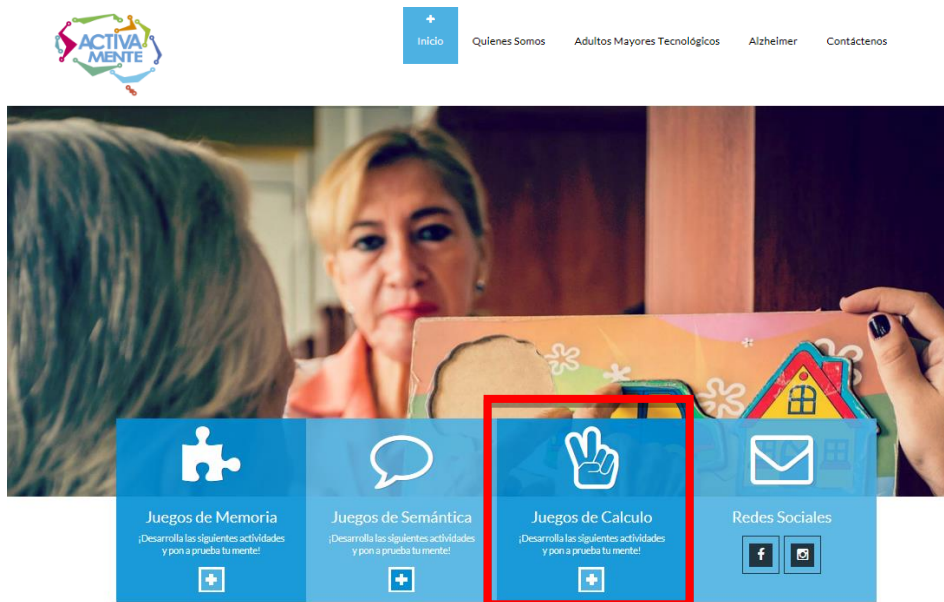 ACTIVA
MENTE
Inicio
Quienes Somos
Adultos Mayores Tecnológicos
Alzheimer
Contáctenos
Juegos de Memoria
¡Desarrolla las siguientes actividades
y pon a prueba tu mente!
Juegos de Semántica
¡Desarrolla las siguientes actividades
y pon a prueba tu mente!
Juegos de Calculo
¡Desarrolla las siguientes actividades
y pon a prueba tu mente!
Redes Sociales